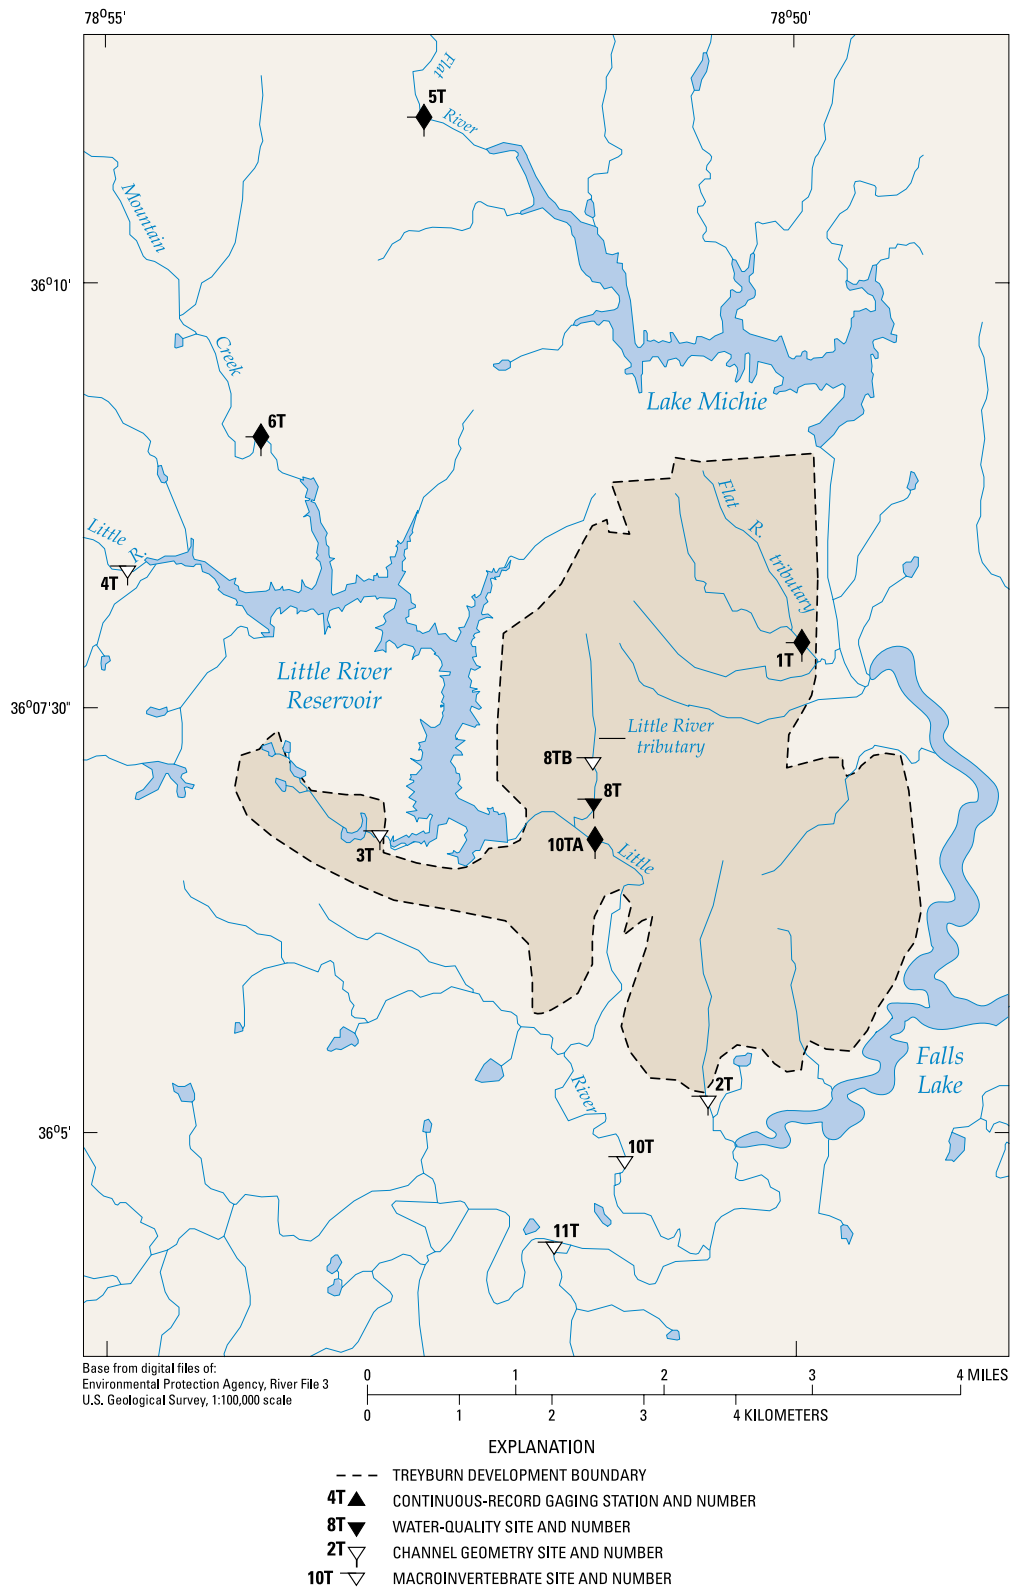 78°55'
78°50'
Flat
River
5T
Mountain
Creek
36°10'
Lake Michie
6T
Little
R.
4T
Flat
R.
tributary
1T
Little River
Reservoir
36°07'30"
Little River
tributary
8TB
8T
10TA
3T
Little
River
Falls
Lake
2T
36°5'
10T
11T
Base from digital files of:
Environmental Protection Agency, River File 3
U.S. Geological Survey, 1:100,000 scale
0 1 2 3 4 MILES
0 1 2 3 4 KILOMETERS
EXPLANATION
TREYBURN DEVELOPMENT BOUNDARY
4T CONTINUOUS-RECORD GAGING STATION AND NUMBER
8T WATER-QUALITY SITE AND NUMBER
2T CHANNEL GEOMETRY SITE AND NUMBER
10T MACROINVERTEBRATE SITE AND NUMBER